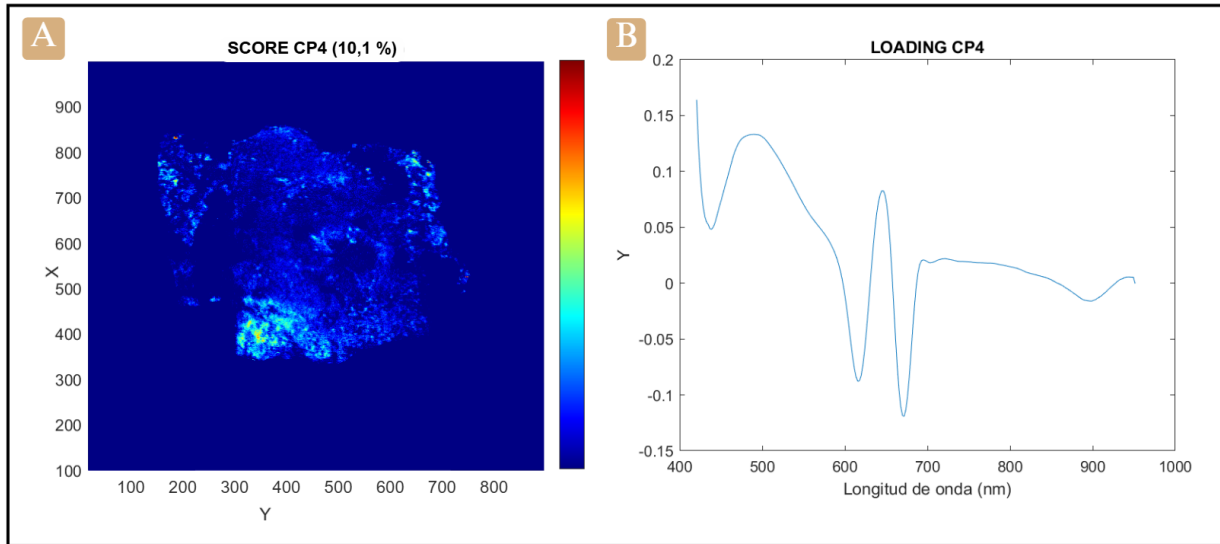 A
SCORE CP4 (10,1 %)
900
800
700
600
500
400
300
200
100
X
100 200 300 400 500 600 700 800
Y
B
LOADING CP4
0.2
0.15
0.1
0.05
0
-0.05
-0.1
-0.15
Y
400 500 600 700 800 900 1000
Longitud de onda (nm)